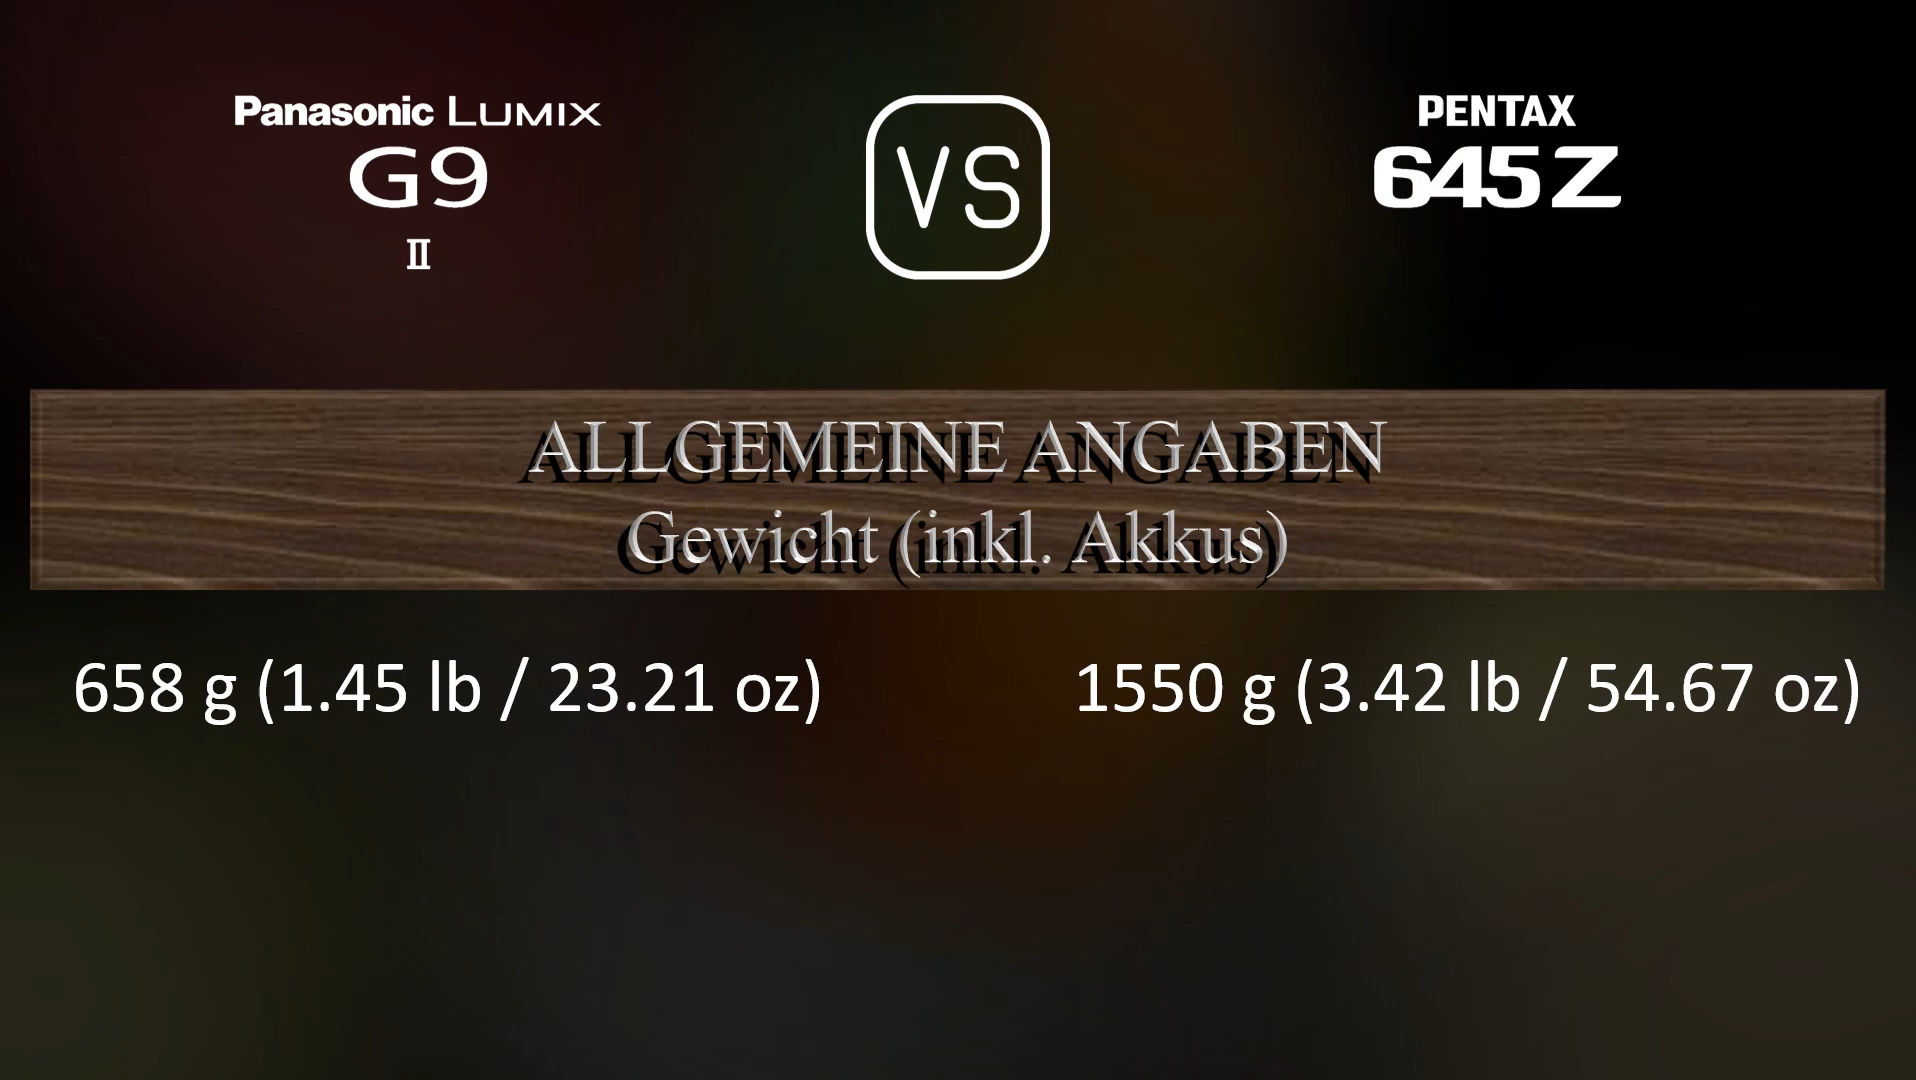 Panasonic LUMIX
G9
II
VS
PENTAX
645Z
ALLGEMEINE ANGABEN
Gewicht (inkl. Akkus)
658 g (1.45 lb / 23.21 oz)
1550 g (3.42 lb / 54.67 oz)